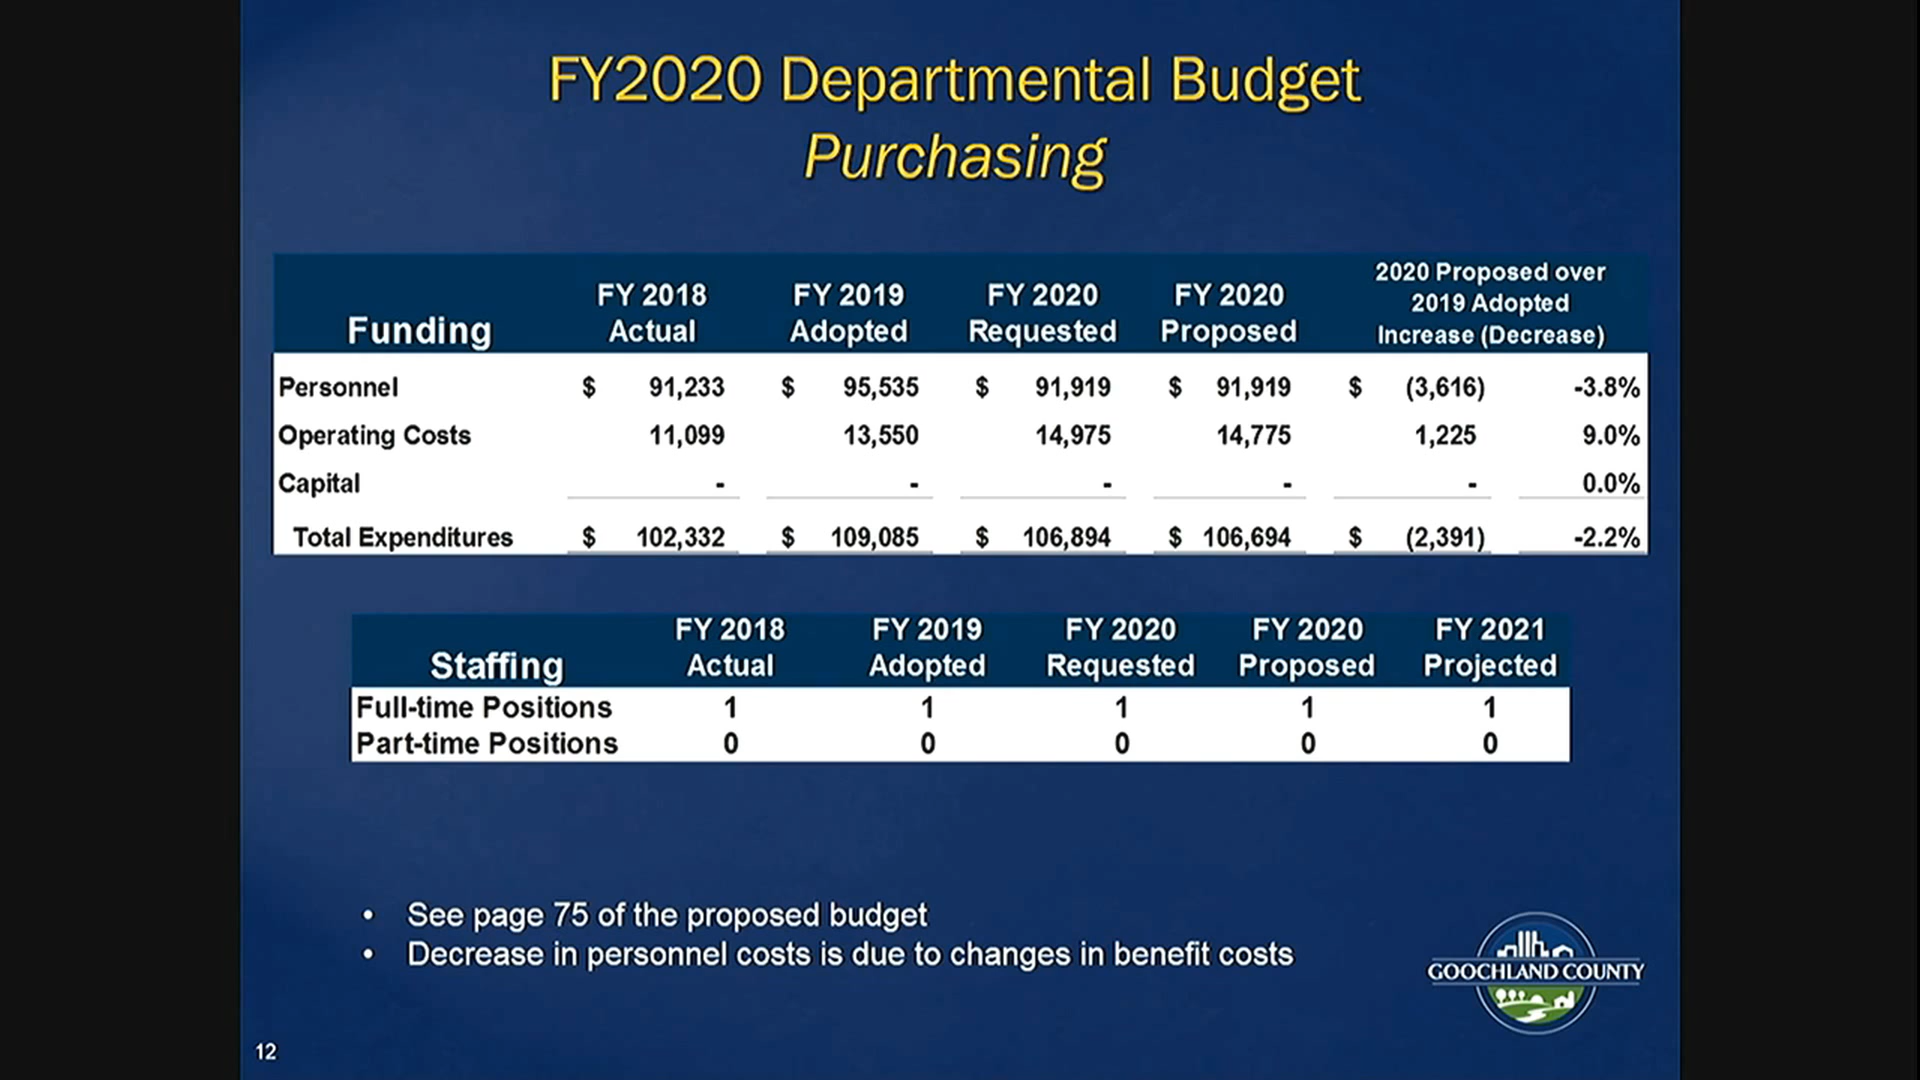 FY2020 Departmental Budget
Purchasing
Funding FY 2018 Actual FY 2019 Adopted FY 2020 Requested FY 2020 Proposed 2020 Proposed over 2019 Adopted Increase (Decrease)
Personnel $ 91,233 $ 95,535 $ 91,919 $ 91,919 $ (3,616) -3.8%
Operating Costs 11,099 13,550 14,975 14,775 1,225 9.0%
Capital - - - - - 0.0%
Total Expenditures $ 102,332 $ 109,085 $ 106,894 $ 106,694 $ (2,391) -2.2%
Staffing FY 2018 Actual FY 2019 Adopted FY 2020 Requested FY 2020 Proposed FY 2021 Projected
Full-time Positions 1 1 1 1 1
Part-time Positions 0 0 0 0 0
• See page 75 of the proposed budget
• Decrease in personnel costs is due to changes in benefit costs
GOOCHLAND COUNTY
12